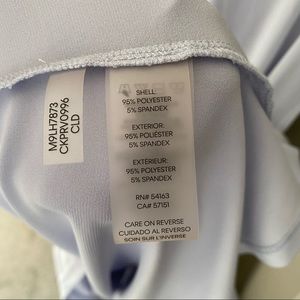 M9LH7873
CKPRV0996
CLD
SHELL:
95% POLYESTER
5% SPANDEX
EXTERIOR:
95% POLIÉSTER
5% SPANDEX
EXTÉRIEUR:
95% POLYESTER
5% SPANDEX
RN# 54163
CA# 57151
CARE ON REVERSE
CUIDADO AL REVERSO
SOIN SUR L'INVERSE